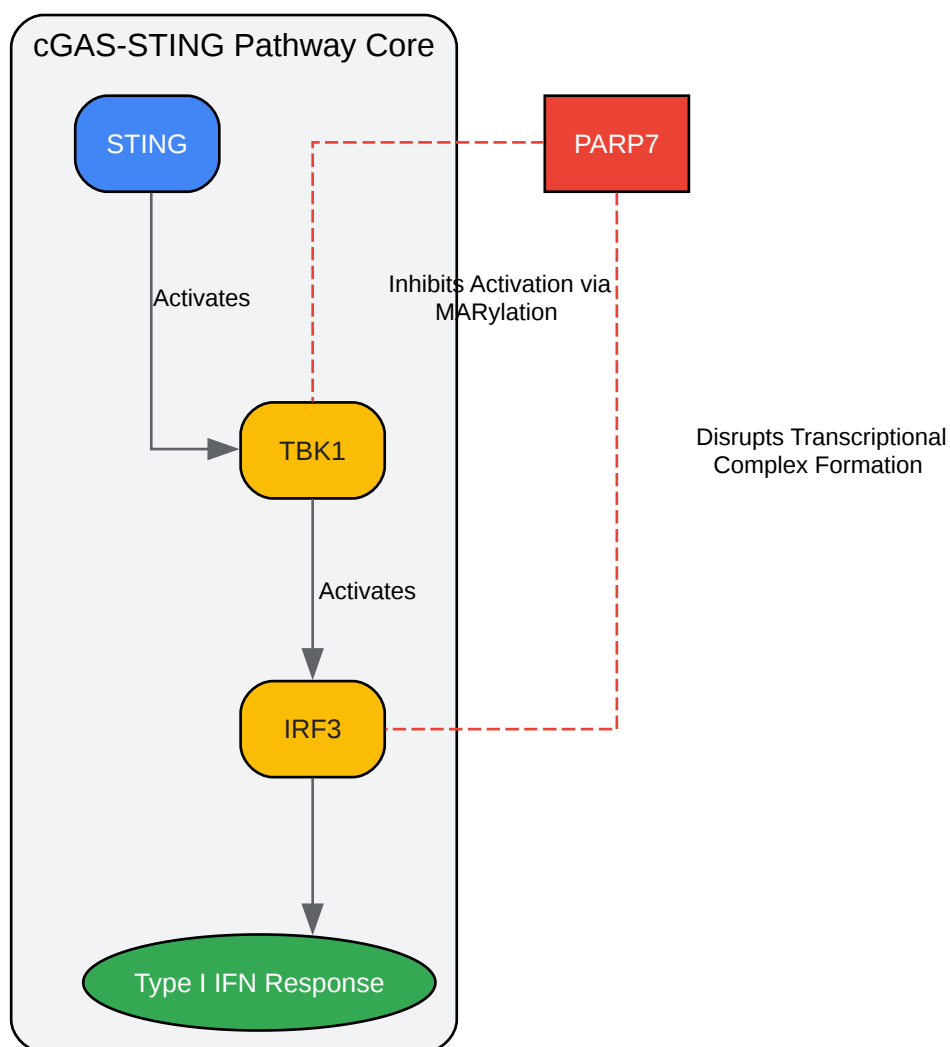 cGAS-STING Pathway Core
STING
PARP7
Activates
Inhibits Activation via
MARylation
TBK1
Disrupts Transcriptional
Complex Formation
Activates
IRF3
Type I IFN Response